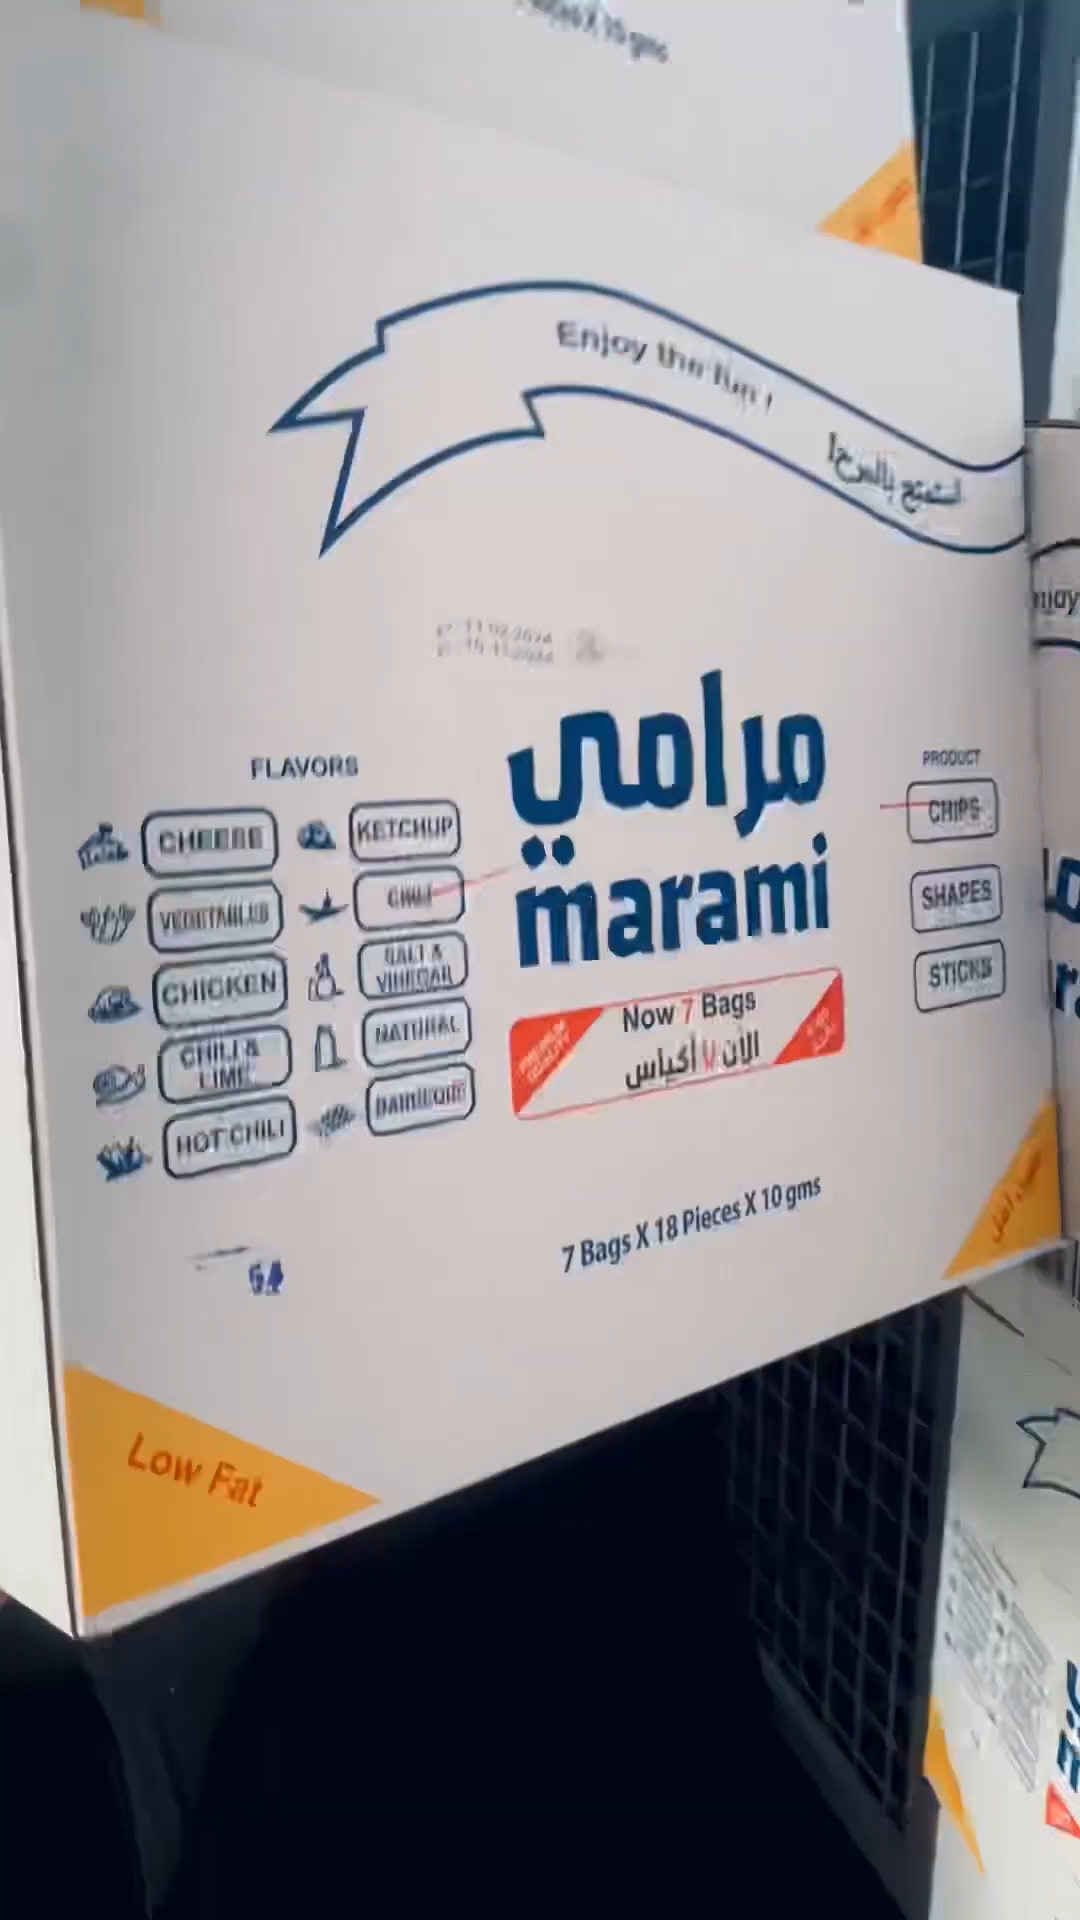 Enjoy the fun !
استمتع بالمرح!
FLAVORS
CHEESE
KETCHUP
VEGETABLES
CHILI
CHICKEN
SALT &
VINEGAR
CHILI &
LIME
NATURAL
HOT CHILI
BARBEQUE
مرامي
marami
PREMIUM
QUALITY
Now 7 Bags
الآن ٧ أكياس
7 Bags X 18 Pieces X 10 gms
PRODUCT
CHIPS
SHAPES
STICKS
Low Fat